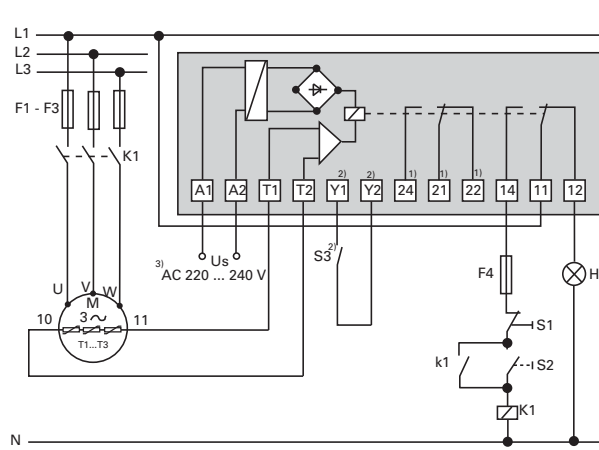 L1
L2
L3
F1 - F3
K1
A1 A2 T1 T2 Y1 2) Y2 2) 24 1) 21 1) 22 1) 14 11 12
3) AC 220 ... 240 V
Us
S3 2)
F4
H
U V W
M
3
10 11
T1...T3
S1
k1
S2
K1
N